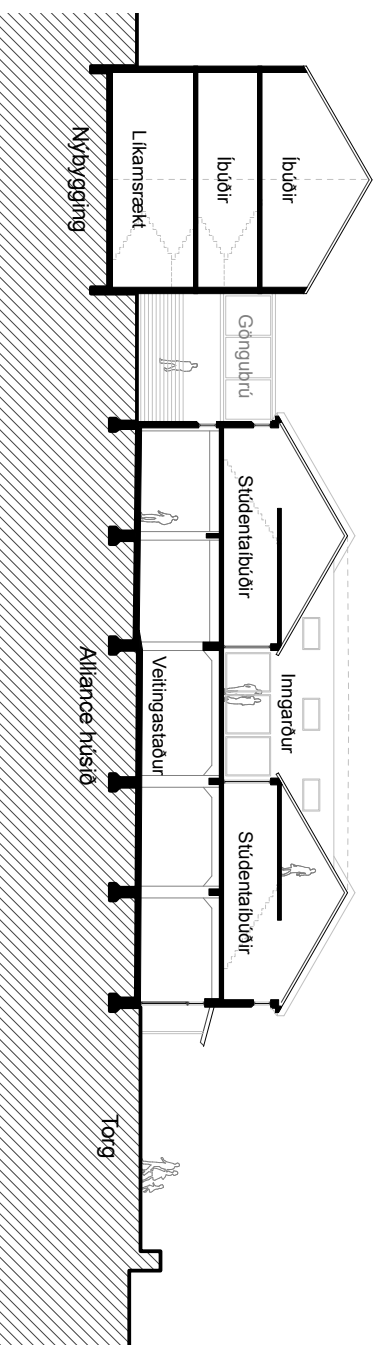 Íbúðir
Íbúðir
Líkamsrækt
Nýbygging
Göngubrú
Stúdentaíbúðir
Inngarður
Stúdentaíbúðir
Veitingastaður
Alliance húsið
Torg